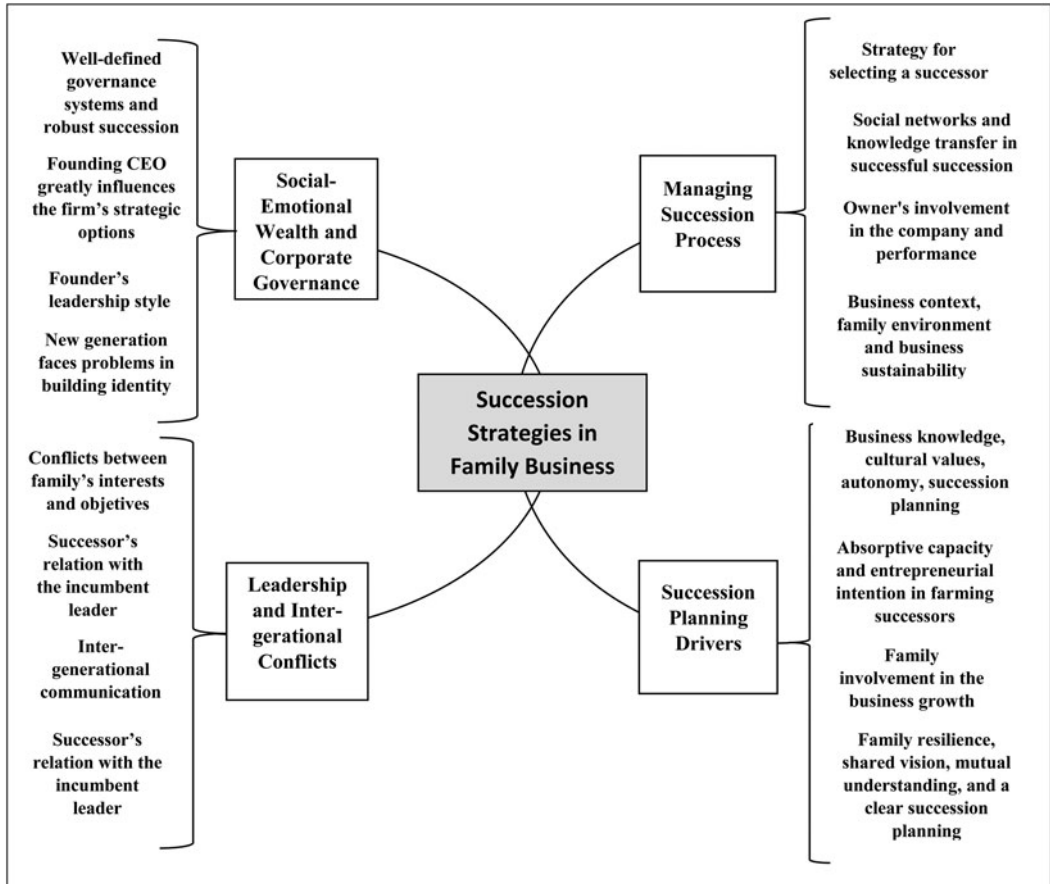 Well-defined
governance
systems and
robust succession
Founding CEO
greatly influences
the firm's strategic
options
Founder's
leadership style
New generation
faces problems in
building identity
Social-
Emotional
Wealth and
Corporate
Governance
Managing
Succession
Process
Strategy for
selecting a successor
Social networks and
knowledge transfer in
successful succession
Owner's involvement
in the company and
performance
Business context,
family environment
and business
sustainability
Succession
Strategies in
Family Business
Conflicts between
family's interests
and objetives
Successor's
relation with
the incumbent
leader
Inter-
generational
communication
Successor's
relation with the
incumbent
leader
Leadership
and Inter-
gerational
Conflicts
Succession
Planning
Drivers
Business knowledge,
cultural values,
autonomy, succession
planning
Absorptive capacity
and entrepreneurial
intention in farming
successors
Family
involvement in the
business growth
Family resilience,
shared vision, mutual
understanding, and a
clear succession
planning